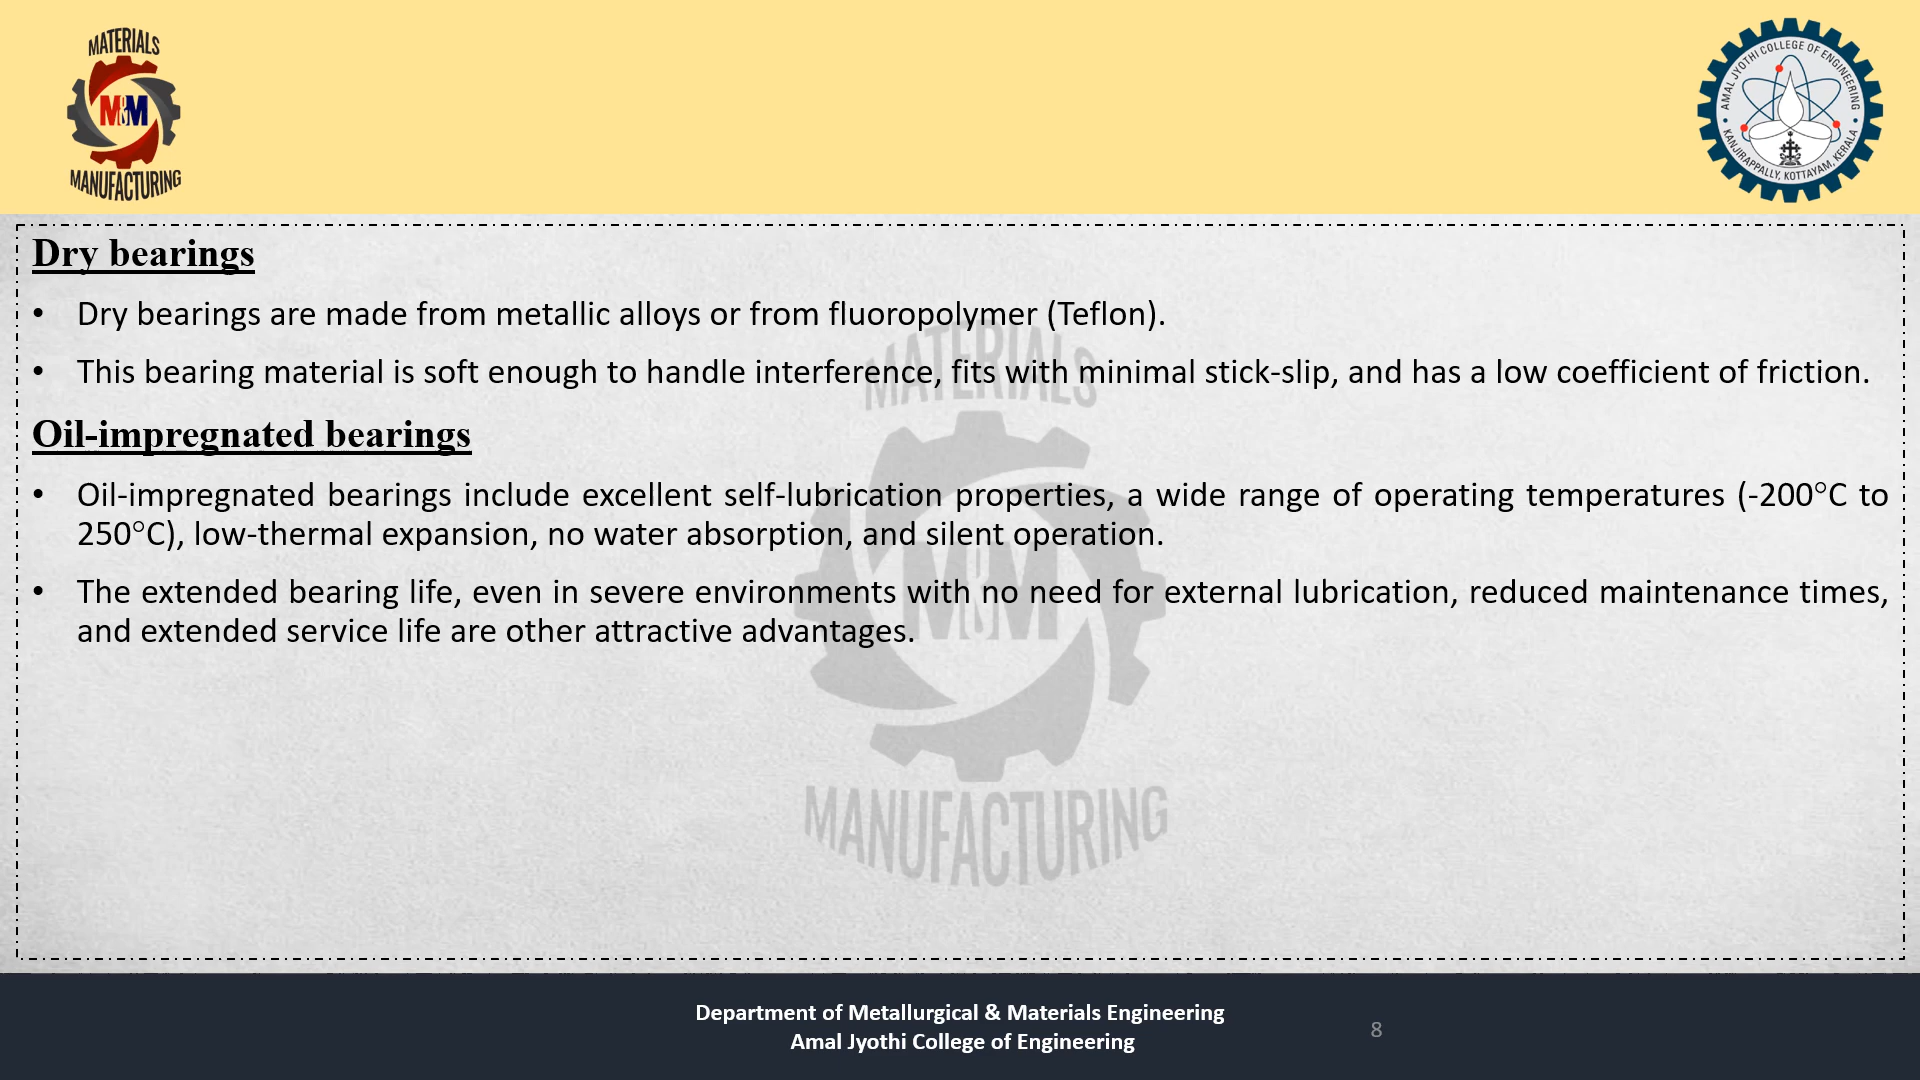 MATERIALS
M&M
MANUFACTURING
AMAL JYOTHI COLLEGE OF ENGINEERING
KANJIRAPPALLY, KOTTAYAM, KERALA
Dry bearings
• Dry bearings are made from metallic alloys or from fluoropolymer (Teflon).
• This bearing material is soft enough to handle interference, fits with minimal stick-slip, and has a low coefficient of friction.
Oil-impregnated bearings
• Oil-impregnated bearings include excellent self-lubrication properties, a wide range of operating temperatures (-200°C to
250°C), low-thermal expansion, no water absorption, and silent operation.
• The extended bearing life, even in severe environments with no need for external lubrication, reduced maintenance times,
and extended service life are other attractive advantages.
MATERIALS
M&M
MANUFACTURING
Department of Metallurgical & Materials Engineering
Amal Jyothi College of Engineering
8